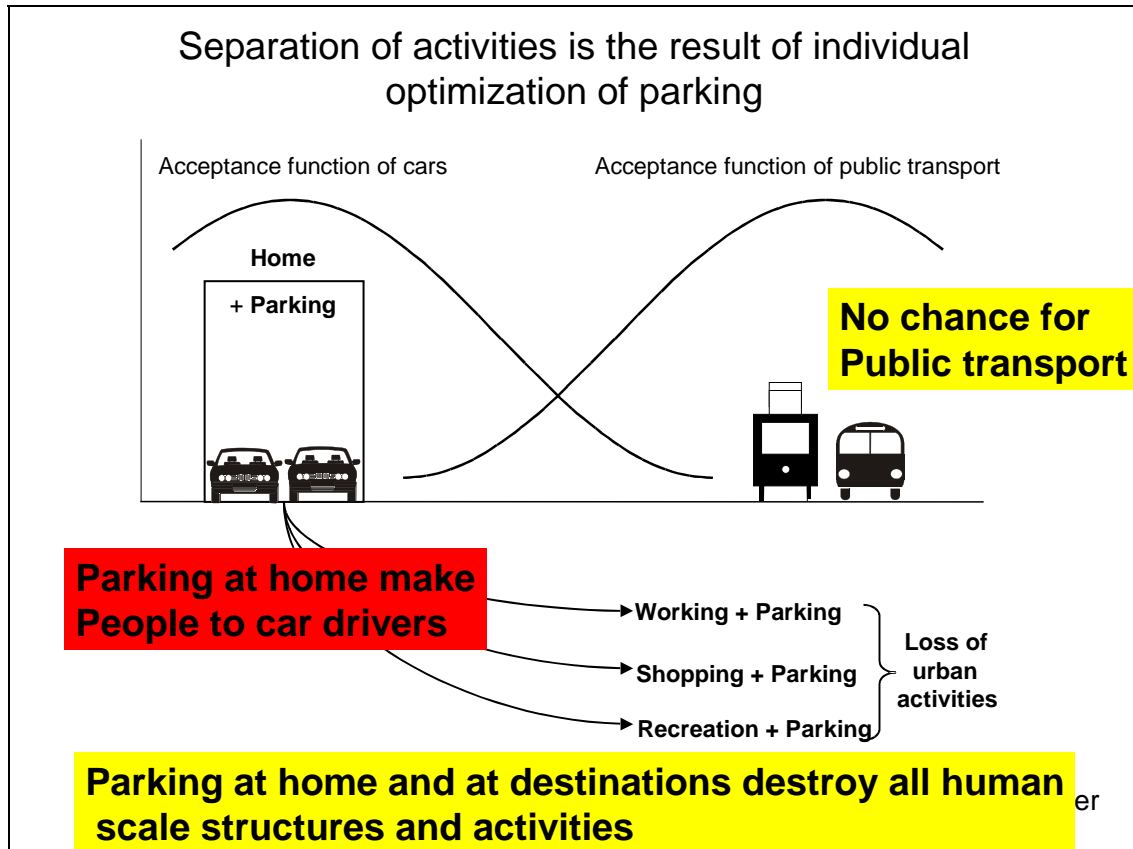 Separation of activities is the result of individual
optimization of parking
Acceptance function of cars
Acceptance function of public transport
Home
+ Parking
No chance for
Public transport
Parking at home make
People to car drivers
Working + Parking
Shopping + Parking
Recreation + Parking
Loss of
urban
activities
Parking at home and at destinations destroy all human
scale structures and activities
er